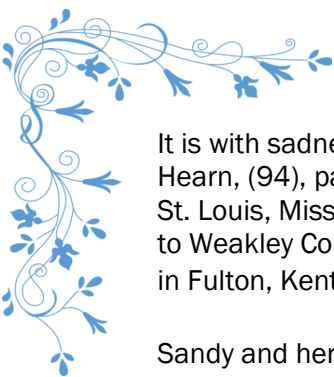 It is with sadne
Hearn, (94), pa
St. Louis, Miss
to Weakley Co
in Fulton, Kent
Sandy and her